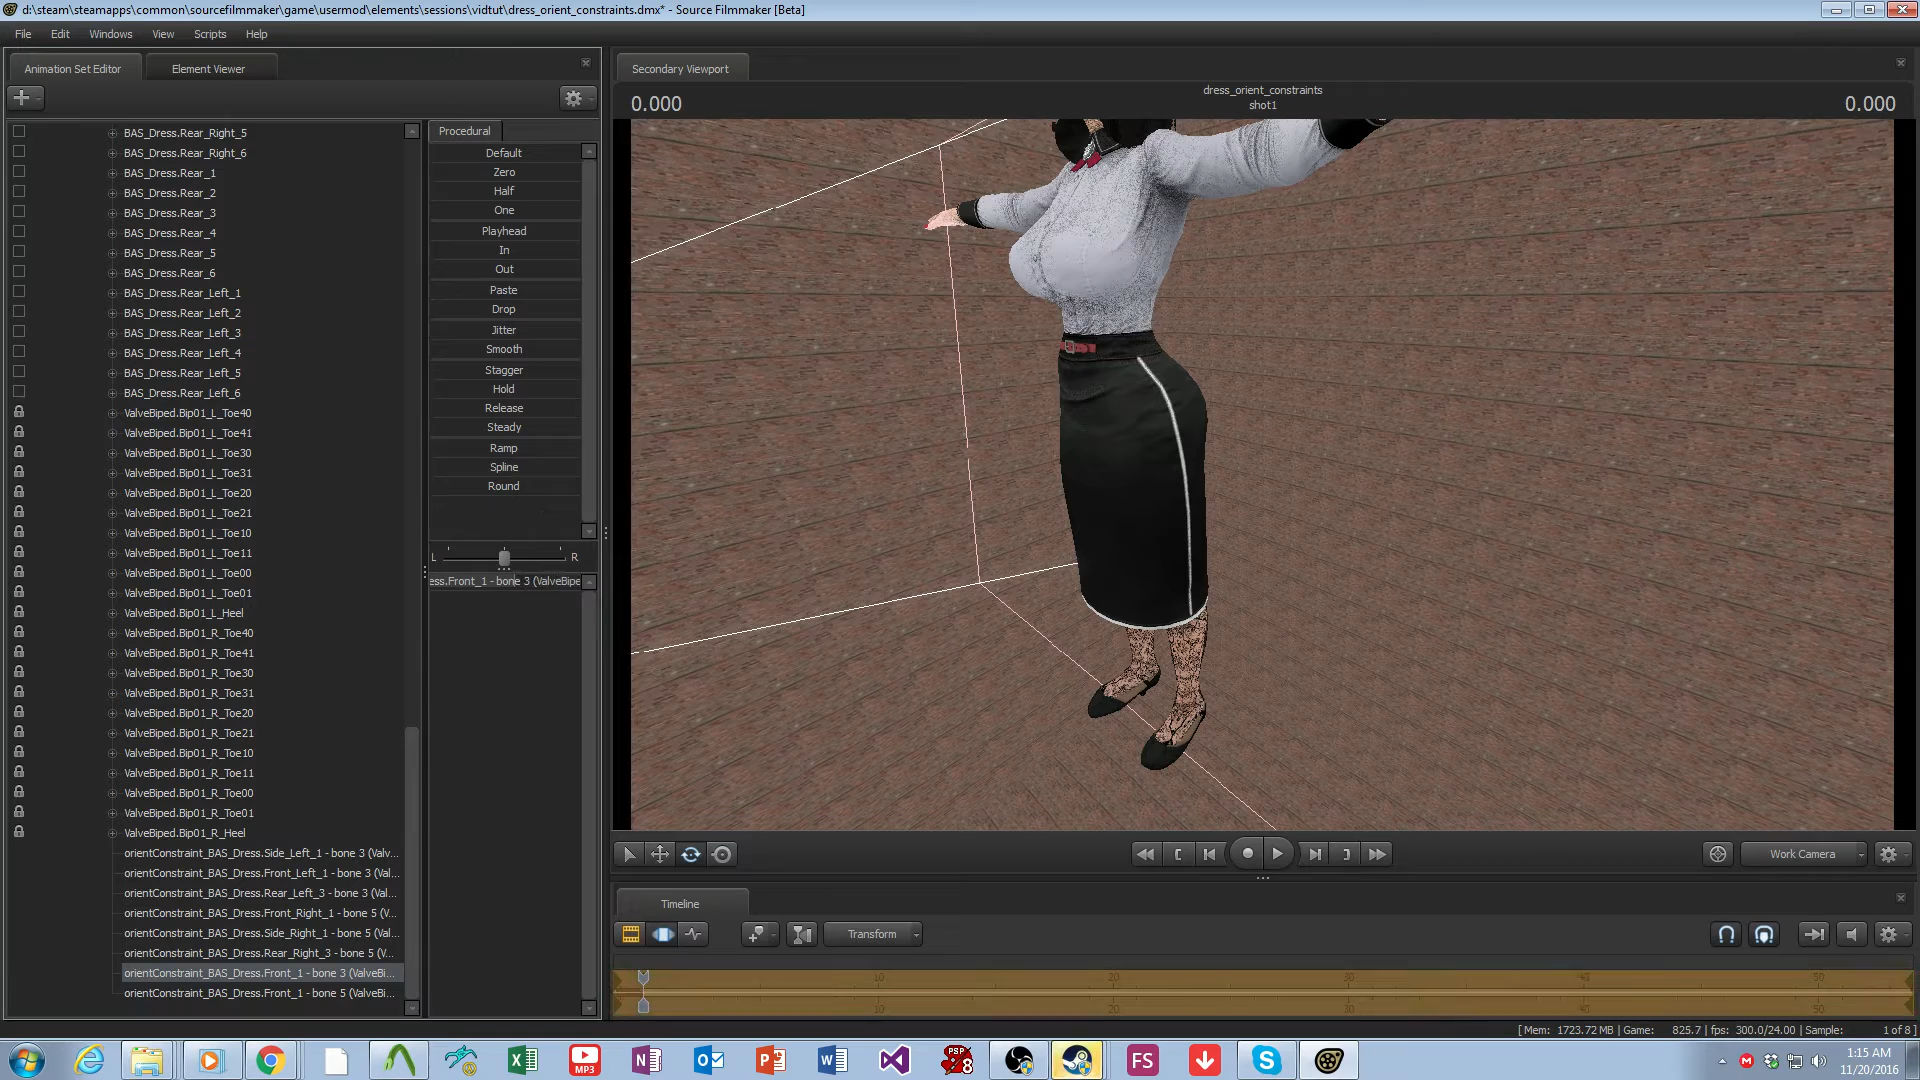 d:\steam\steamapps\common\sourcefilmmaker\game\usermod\elements\sessions\vidtut\dress_orient_constraints.dmx* - Source Filmmaker [Beta]
File Edit Windows View Scripts Help
Animation Set Editor
Element Viewer
BAS_Dress.Rear_Right_5
BAS_Dress.Rear_Right_6
BAS_Dress.Rear_1
BAS_Dress.Rear_2
BAS_Dress.Rear_3
BAS_Dress.Rear_4
BAS_Dress.Rear_5
BAS_Dress.Rear_6
BAS_Dress.Rear_Left_1
BAS_Dress.Rear_Left_2
BAS_Dress.Rear_Left_3
BAS_Dress.Rear_Left_4
BAS_Dress.Rear_Left_5
BAS_Dress.Rear_Left_6
ValveBiped.Bip01_L_Toe40
ValveBiped.Bip01_L_Toe41
ValveBiped.Bip01_L_Toe30
ValveBiped.Bip01_L_Toe31
ValveBiped.Bip01_L_Toe20
ValveBiped.Bip01_L_Toe21
ValveBiped.Bip01_L_Toe10
ValveBiped.Bip01_L_Toe11
ValveBiped.Bip01_L_Toe00
ValveBiped.Bip01_L_Toe01
ValveBiped.Bip01_L_Heel
ValveBiped.Bip01_R_Toe40
ValveBiped.Bip01_R_Toe41
ValveBiped.Bip01_R_Toe30
ValveBiped.Bip01_R_Toe31
ValveBiped.Bip01_R_Toe20
ValveBiped.Bip01_R_Toe21
ValveBiped.Bip01_R_Toe10
ValveBiped.Bip01_R_Toe11
ValveBiped.Bip01_R_Toe00
ValveBiped.Bip01_R_Toe01
ValveBiped.Bip01_R_Heel
orientConstraint_BAS_Dress.Side_Left_1 - bone 3 (Valv...
orientConstraint_BAS_Dress.Front_Left_1 - bone 3 (Val...
orientConstraint_BAS_Dress.Rear_Left_3 - bone 3 (Val...
orientConstraint_BAS_Dress.Front_Right_1 - bone 5 (V...
orientConstraint_BAS_Dress.Side_Right_1 - bone 5 (Val...
orientConstraint_BAS_Dress.Rear_Right_3 - bone 5 (V...
orientConstraint_BAS_Dress.Front_1 - bone 3 (ValveBi...
orientConstraint_BAS_Dress.Front_1 - bone 5 (ValveBi...
Procedural
Default
Zero
Half
One
Playhead
In
Out
Paste
Drop
Jitter
Smooth
Stagger
Hold
Release
Steady
Ramp
Spline
Round
L R
ess.Front_1 - bone 3 (ValveBipe
Secondary Viewport
0.000
dress_orient_constraints
shot1
0.000
Work Camera
Timeline
Transform
10 20 30 40 50
10 20 30 40 50
[ Mem: 1723.72 MB | Game: 825.7 | fps: 300.0/24.00 | Sample: 1 of 8 ]
MP3
PSP
8
FS
1:15 AM
11/20/2016